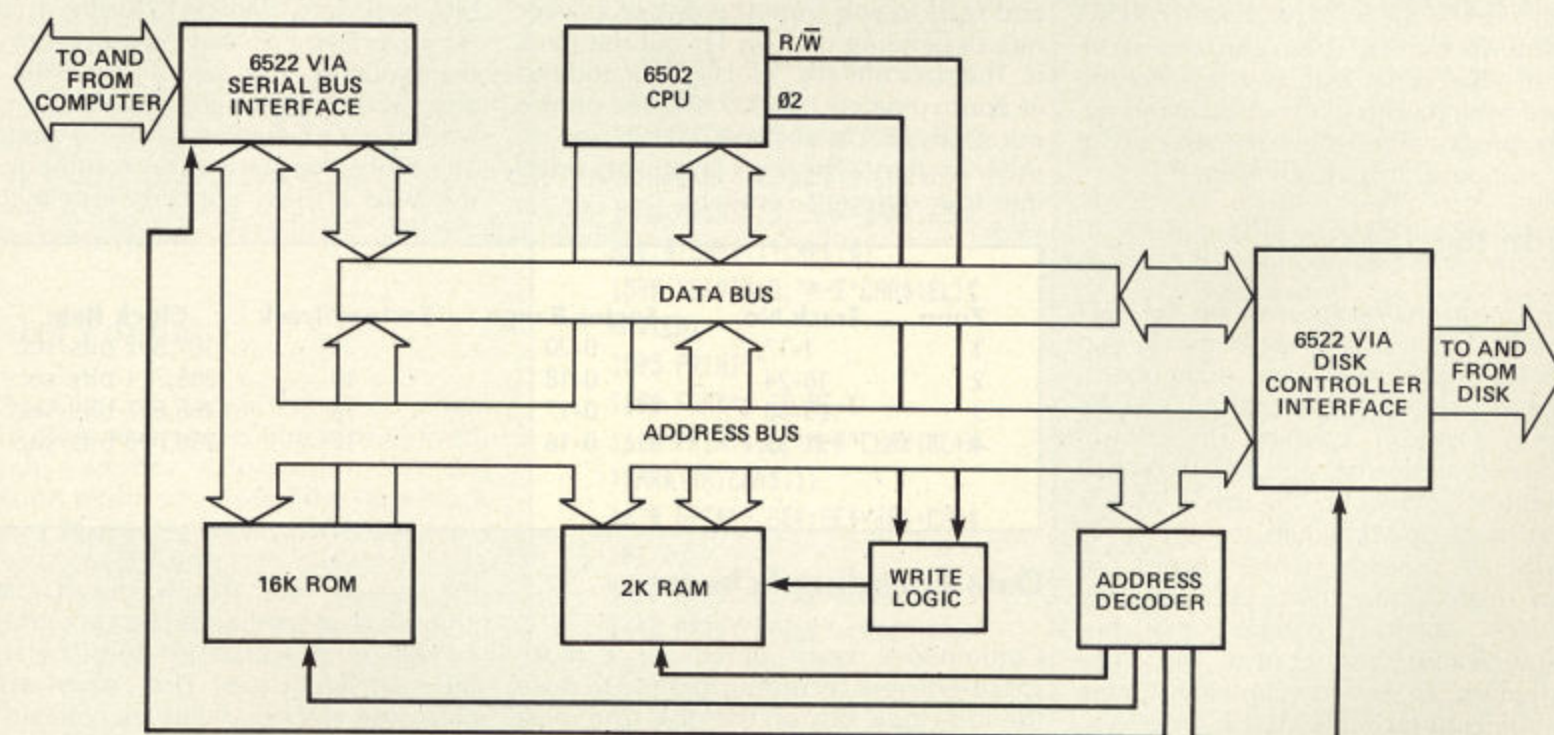 TO AND
FROM
COMPUTER
6522 VIA
SERIAL BUS
INTERFACE
6502
CPU
R/W̅
Ø2
DATA BUS
ADDRESS BUS
6522 VIA
DISK
CONTROLLER
INTERFACE
TO AND
FROM
DISK
16K ROM
2K RAM
WRITE
LOGIC
ADDRESS
DECODER